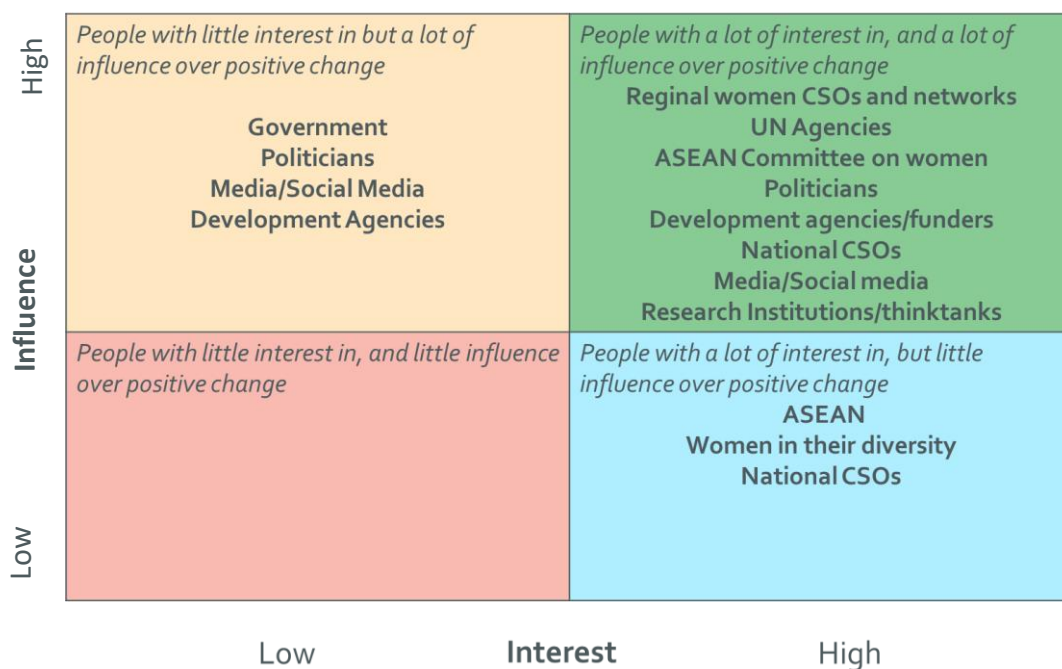 High
Influence
Low
People with little interest in but a lot of
influence over positive change
Government
Politicians
Media/Social Media
Development Agencies
People with a lot of interest in, and a lot of
influence over positive change
Reginal women CSOs and networks
UN Agencies
ASEAN Committee on women
Politicians
Development agencies/funders
National CSOs
Media/Social media
Research Institutions/thinktanks
People with little interest in, and little influence
over positive change
People with a lot of interest in, but little
influence over positive change
ASEAN
Women in their diversity
National CSOs
Low
Interest
High